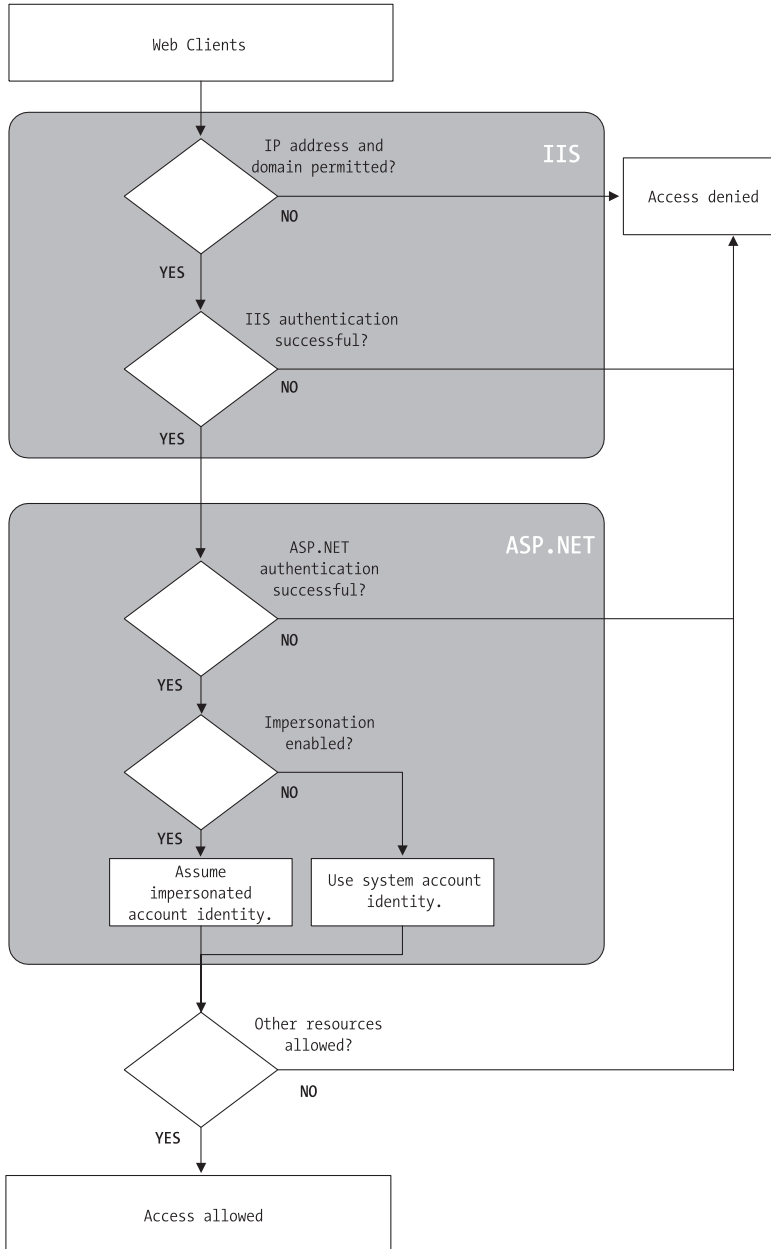 Web Clients
IP address and
domain permitted?
IIS
NO
Access denied
YES
IIS authentication
successful?
NO
YES
ASP.NET
ASP.NET
authentication
successful?
NO
YES
Impersonation
enabled?
NO
YES
Assume
impersonated
account identity.
Use system account
identity.
Other resources
allowed?
NO
YES
Access allowed